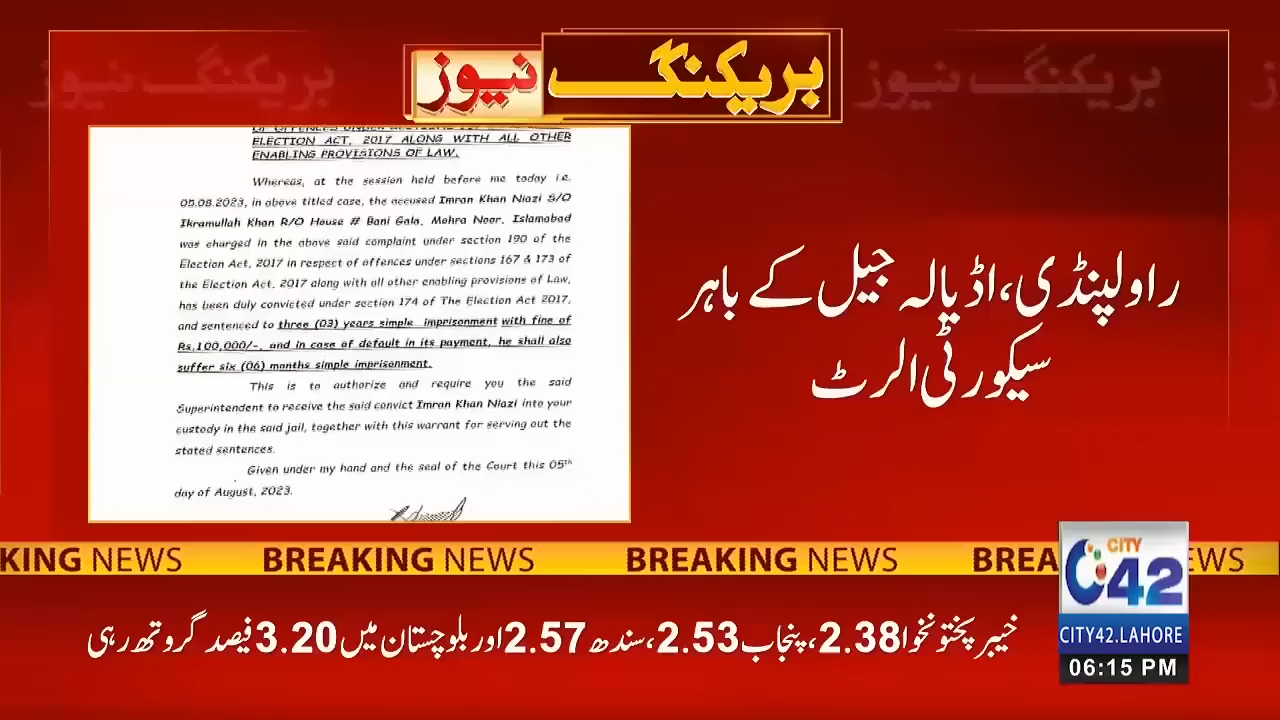 بریکنگ نیوز
ELECTION ACT, 2017 ALONG WITH ALL OTHER
ENABLING PROVISIONS OF LAW.
Whereas, at the session held before me today i.e.
05.08.2023, in above titled case, the accused Imran Khan Niazi S/O
Ikramullah Khan R/O House # Bani Gala, Mohra Noor, Islamabad
was charged in the above said complaint under section 190 of the
Election Act, 2017 in respect of offences under sections 167 & 173 of
the Election Act, 2017 along with all other enabling provisions of Law,
has been duly convicted under section 174 of The Election Act 2017,
and sentenced to three (03) years simple imprisonment with fine of
Rs.100,000/-, and in case of default in its payment, he shall also
suffer six (06) months simple imprisonment.
This is to authorize and require you the said
Superintendent to receive the said convict Imran Khan Niazi into your
custody in the said jail, together with this warrant for serving out the
stated sentences.
Given under my hand and the seal of the Court this 05th
day of August, 2023.
راولپنڈی، اڈیالہ جیل کے باہر
سیکورٹی الرٹ
KING NEWS BREAKING NEWS BREAKING NEWS BREA EWS
CITY
42
CITY42.LAHORE
06:15 PM
خیبر پختونخوا 2.38، پنجاب 2.53، سندھ 2.57 اور بلوچستان میں 3.20 فیصد گروتھ رہی